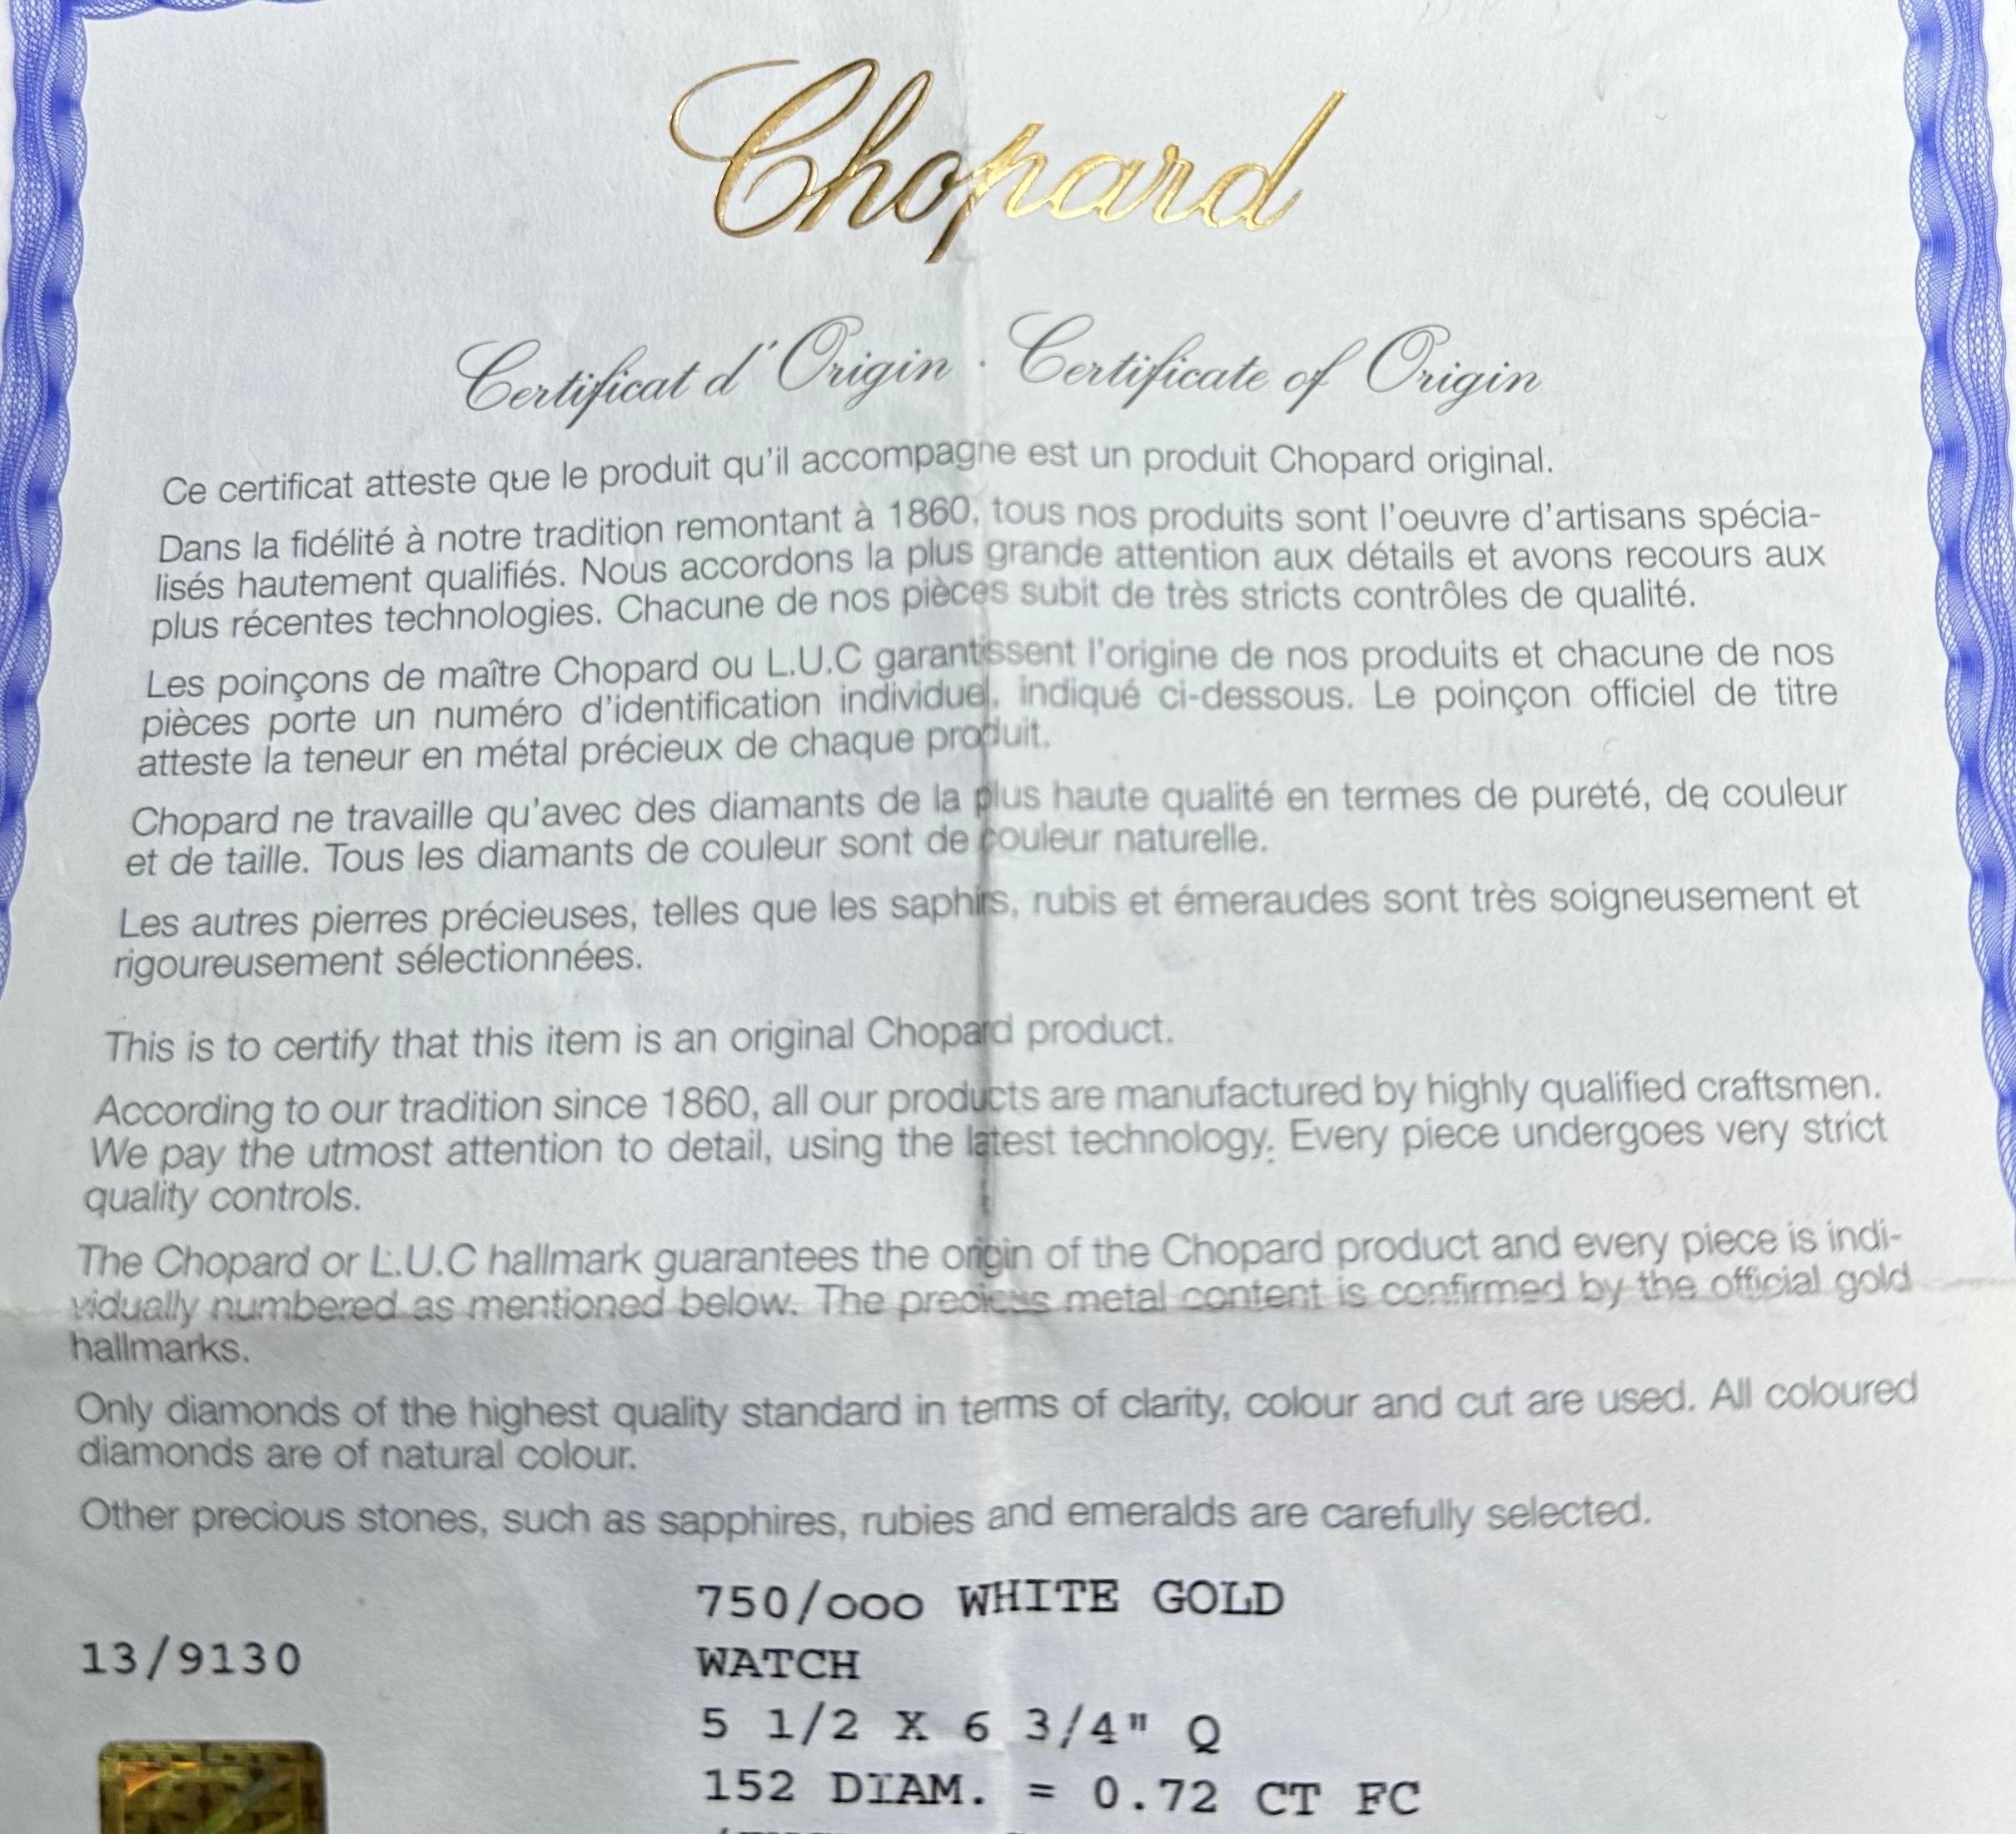 Chopard
Certificat d'Origin · Certificate of Origin
Ce certificat atteste que le produit qu'il accompagne est un produit Chopard original.
Dans la fidélité à notre tradition remontant à 1860, tous nos produits sont l'oeuvre d'artisans spécia-
lisés hautement qualifiés. Nous accordons la plus grande attention aux détails et avons recours aux
plus récentes technologies. Chacune de nos pièces subit de très stricts contrôles de qualité.
Les poinçons de maître Chopard ou L.U.C garantissent l'origine de nos produits et chacune de nos
pièces porte un numéro d'identification individuel, indiqué ci-dessous. Le poinçon officiel de titre
atteste la teneur en métal précieux de chaque produit.
Chopard ne travaille qu'avec des diamants de la plus haute qualité en termes de pureté, de couleur
et de taille. Tous les diamants de couleur sont de couleur naturelle.
Les autres pierres précieuses, telles que les saphirs, rubis et émeraudes sont très soigneusement et
rigoureusement sélectionnées.
This is to certify that this item is an original Chopard product.
According to our tradition since 1860, all our products are manufactured by highly qualified craftsmen.
We pay the utmost attention to detail, using the latest technology. Every piece undergoes very strict
quality controls.
The Chopard or L.U.C hallmark guarantees the origin of the Chopard product and every piece is indi-
vidually numbered as mentioned below. The precious metal content is confirmed by the official gold
hallmarks.
Only diamonds of the highest quality standard in terms of clarity, colour and cut are used. All coloured
diamonds are of natural colour.
Other precious stones, such as sapphires, rubies and emeralds are carefully selected.
750/ooo WHITE GOLD
13/9130 WATCH
5 1/2 X 6 3/4" Q
152 DIAM. = 0.72 CT FC